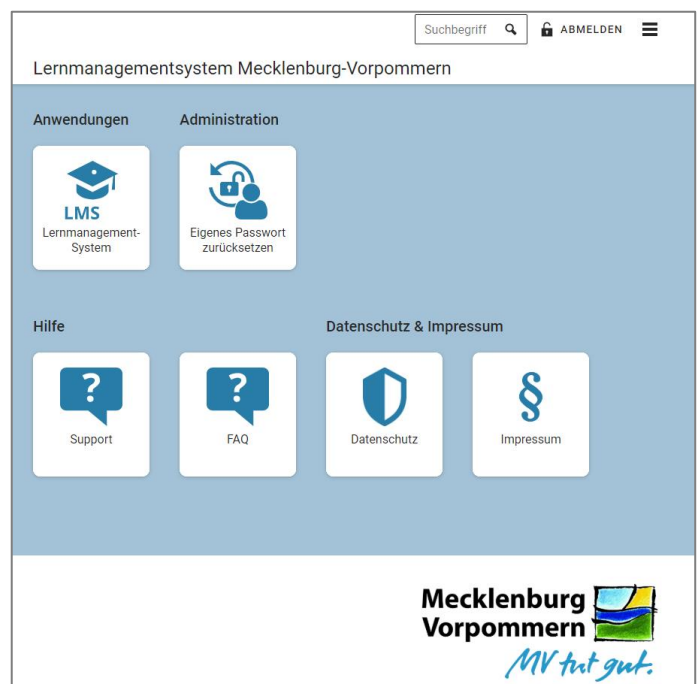 Suchbegriff ABMELDEN
Lernmanagementsystem Mecklenburg-Vorpommern
Anwendungen Administration
LMS
Lernmanagement-
System
Eigenes Passwort
zurücksetzen
Hilfe Datenschutz & Impressum
?
Support
?
FAQ
Datenschutz
§
Impressum
Mecklenburg
Vorpommern
MV tut gut.